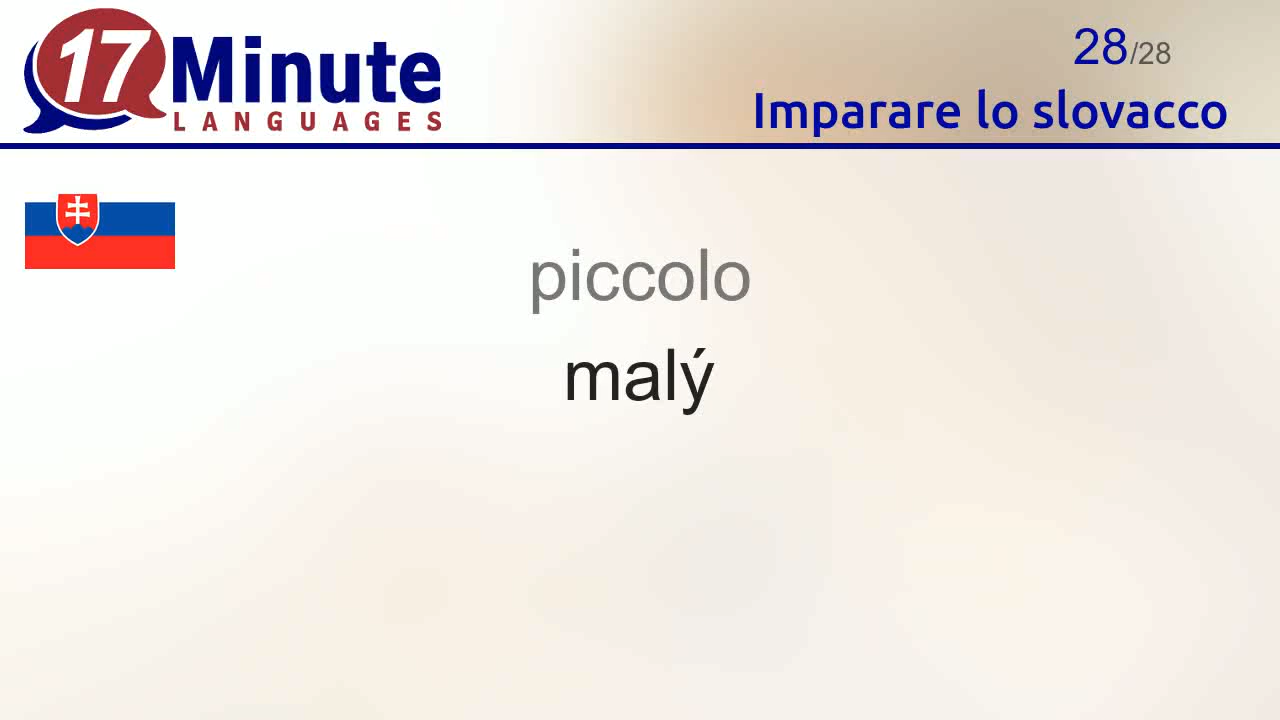 17 Minute
LANGUAGES
28/28
Imparare lo slovacco
piccolo
malý